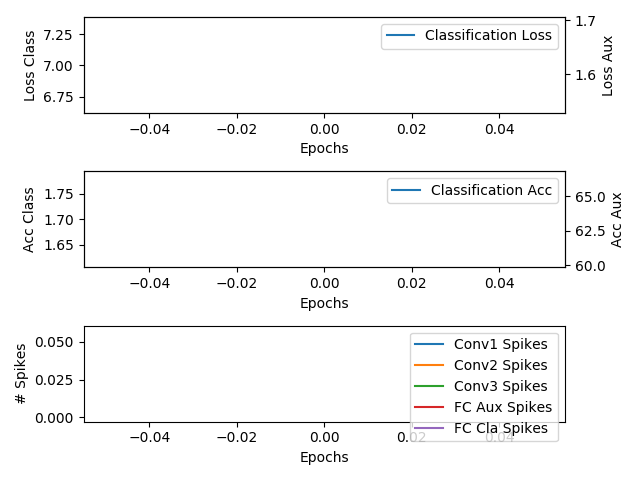 7.25
7.00
6.75
Loss Class
Classification Loss
1.7
1.6
Loss Aux
−0.04 −0.02 0.00 0.02 0.04
Epochs
1.75
1.70
1.65
Acc Class
Classification Acc
65.0
62.5
60.0
Acc Aux
−0.04 −0.02 0.00 0.02 0.04
Epochs
0.050
0.025
0.000
# Spikes
Conv1 Spikes
Conv2 Spikes
Conv3 Spikes
FC Aux Spikes
FC Cla Spikes
−0.04 −0.02 0.00 0.02 0.04
Epochs